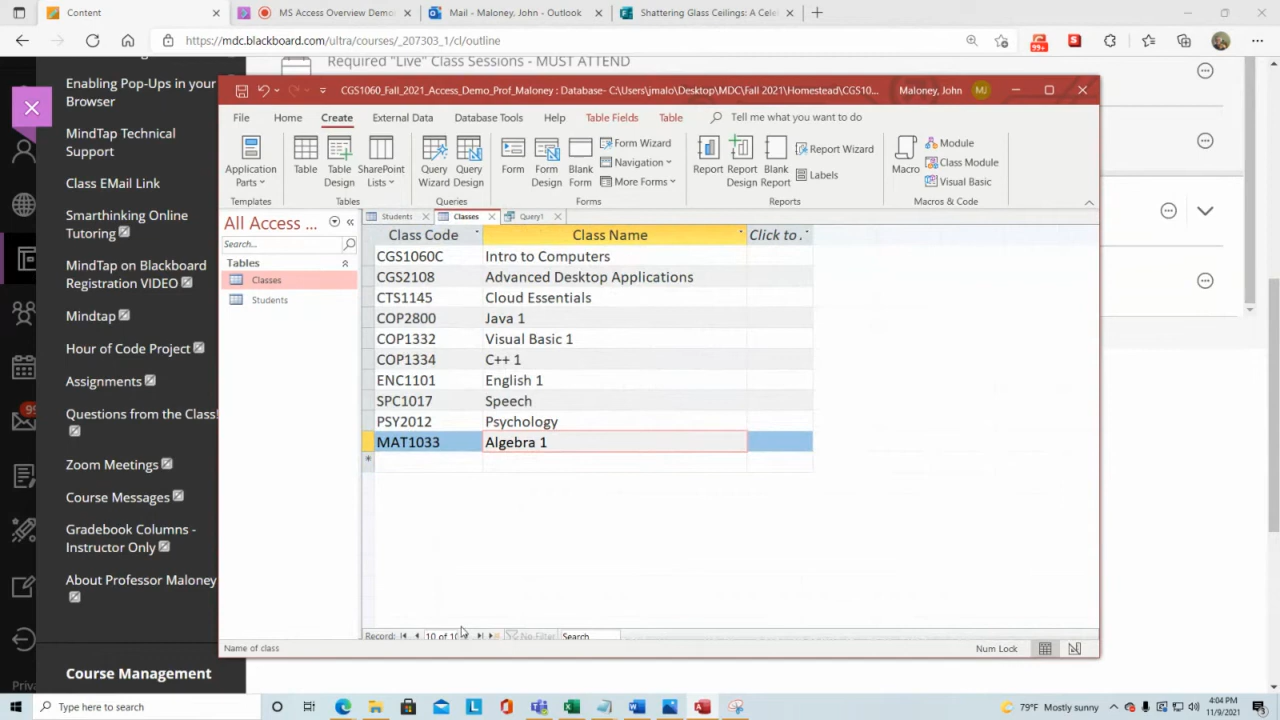 Content
MS Access Overview Demo
Mail - Maloney, John - Outlook
Shattering Glass Ceilings: A Cel
https://mdc.blackboard.com/ultra/courses/_207303_1/cl/outline
99+
Required "Live" Class Sessions - MUST ATTEND
Enabling Pop-Ups in your
Browser
MindTap Technical
Support
Class EMail Link
Smarthinking Online
Tutoring
MindTap on Blackboard
Registration VIDEO
Mindtap
Hour of Code Project
Assignments
Questions from the Class!
Zoom Meetings
Course Messages
Gradebook Columns -
Instructor Only
About Professor Maloney
Course Management
CGS1060_Fall_2021_Access_Demo_Prof_Maloney : Database- C:\Users\jmalo\Desktop\MDC\Fall 2021\Homestead\CGS10...
Maloney, John MJ
File Home Create External Data Database Tools Help Table Fields Table Tell me what you want to do
Application
Parts
Templates
Table
Table
Design
SharePoint
Lists
Tables
Query
Wizard
Query
Design
Queries
Form
Form
Design
Blank
Form
Form Wizard
Navigation
More Forms
Forms
Report
Report
Design
Blank
Report
Report Wizard
Labels
Reports
Macro
Module
Class Module
Visual Basic
Macros & Code
All Access ...
Search...
Tables
Classes
Students
Students Classes Query1
Class Code Class Name Click to .
CGS1060C Intro to Computers
CGS2108 Advanced Desktop Applications
CTS1145 Cloud Essentials
COP2800 Java 1
COP1332 Visual Basic 1
COP1334 C++ 1
ENC1101 English 1
SPC1017 Speech
PSY2012 Psychology
MAT1033 Algebra 1
Record: 10 of 10 No Filter Search
Name of class
Num Lock
Type here to search
79°F Mostly sunny
4:04 PM
11/9/2021